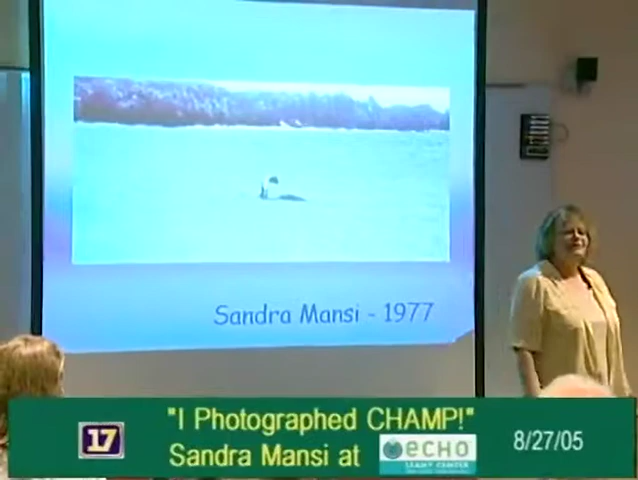 Sandra Mansi - 1977
17
"I Photographed CHAMP!"
Sandra Mansi at
ECHO
8/27/05